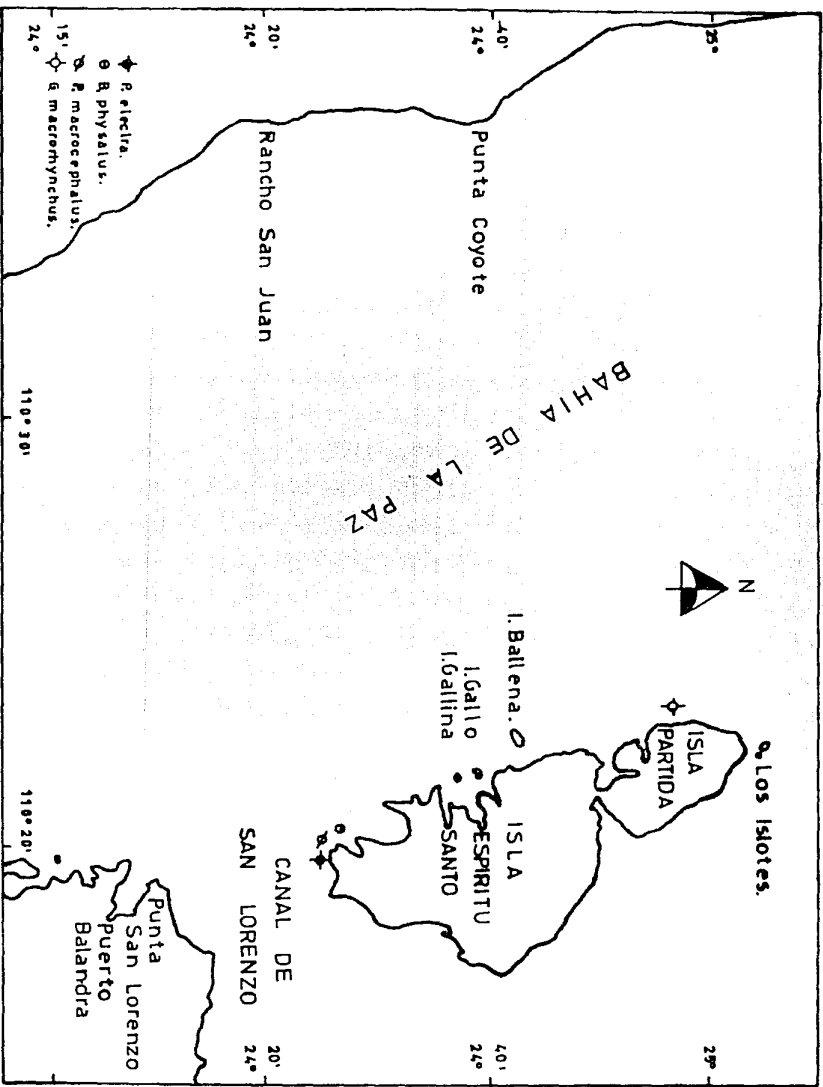 25°
25°
N
Los Islotes.
ISLA
PARTIDA
BAHIA DE LA PAZ
40'
24°
40'
24°
Punta Coyote
I. Ballena.
I. Gallo
I. Gallina
ISLA
ESPIRITU
SANTO
20'
24°
20'
24°
Rancho San Juan
CANAL DE
SAN LORENZO
Punta
San Lorenzo
Puerto
Balandra
P. electra.
B. physalus.
P. macrocephalus.
G. macrorhynchus.
15'
24°
110° 30'
110° 20'